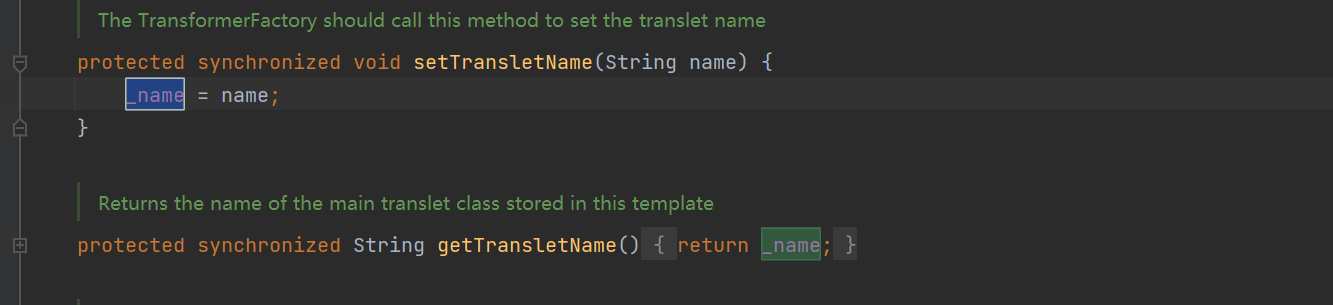 The TransformerFactory should call this method to set the translet name
protected synchronized void setTransletName(String name) {
_name = name;
}
Returns the name of the main translet class stored in this template
protected synchronized String getTransletName() { return _name; }